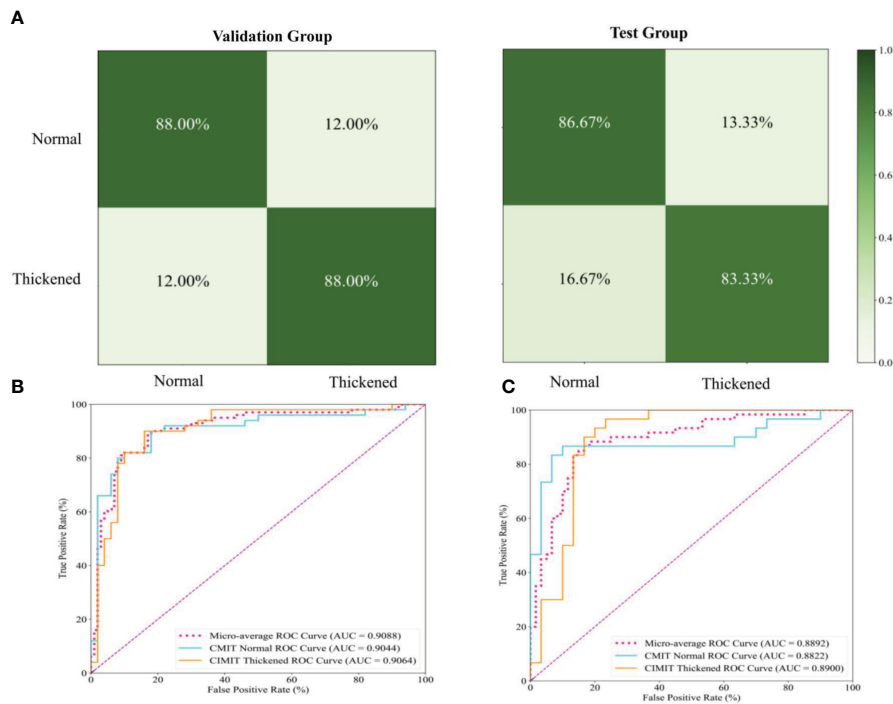 A
Validation Group
Test Group
Normal
88.00%
12.00%
86.67%
13.33%
Thickened
12.00%
88.00%
16.67%
83.33%
1.0
0.8
0.6
0.4
0.2
0.0
Normal
Thickened
Normal
Thickened
B
100
80
60
40
20
0
True Positive Rate (%)
Micro-average ROC Curve (AUC = 0.9088)
CMIT Normal ROC Curve (AUC = 0.9044)
CIMIT Thickened ROC Curve (AUC = 0.9064)
0
20
40
60
80
100
False Positive Rate (%)
C
100
80
60
40
20
0
True Positive Rate (%)
Micro-average ROC Curve (AUC = 0.8892)
CMIT Normal ROC Curve (AUC = 0.8822)
CIMIT Thickened ROC Curve (AUC = 0.8900)
0
20
40
60
80
100
False Positive Rate (%)